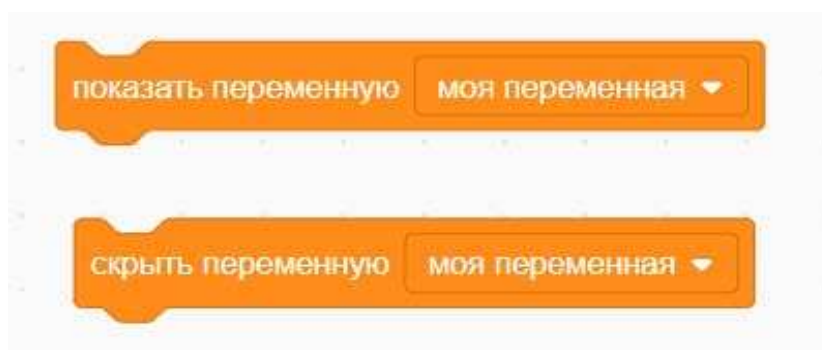 показать переменную моя переменная
скрыть переменную моя переменная